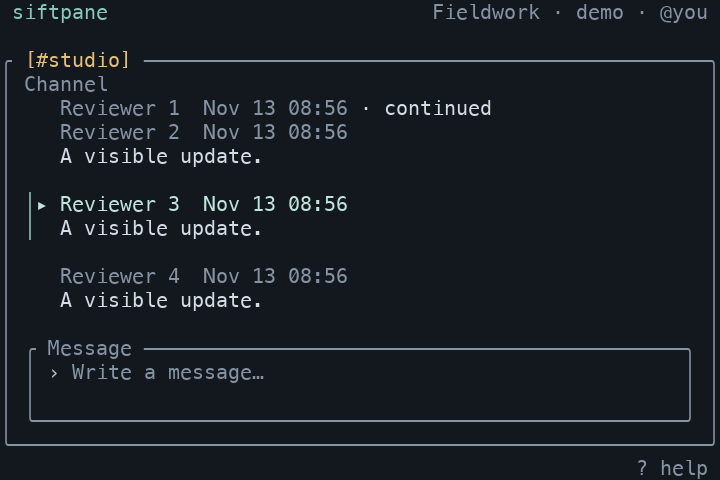 siftpane Fieldwork · demo · @you
[#studio]
Channel
Reviewer 1 Nov 13 08:56 · continued
Reviewer 2 Nov 13 08:56
A visible update.
▸ Reviewer 3 Nov 13 08:56
A visible update.
Reviewer 4 Nov 13 08:56
A visible update.
Message
› Write a message…
? help